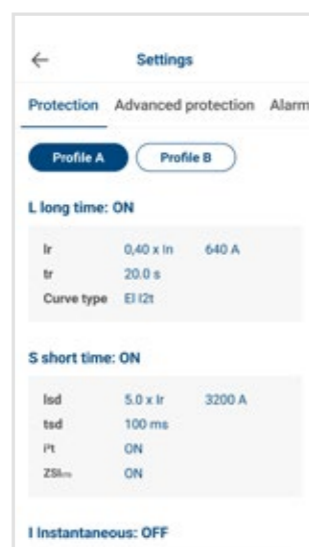 Settings
Protection Advanced protection Alarm
Profile A Profile B
L long time: ON
Ir 0,40 x In 640 A
tr 20.0 s
Curve type EI I2t
S short time: ON
Isd 5.0 x Ir 3200 A
tsd 100 ms
i²t ON
ZSI ON
I Instantaneous: OFF